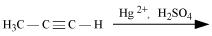 H₃C – C ≡ C – H Hg²⁺, H₂SO₄